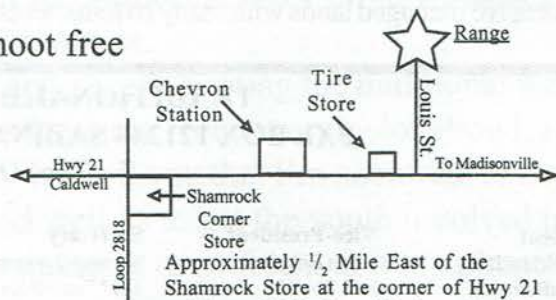 hoot free
Range
Chevron
Station
Tire
Store
Louis St.
Hwy 21
To Madisonville
Caldwell
Shamrock
Corner
Store
Loop 2818
Approximately 1/2 Mile East of the
Shamrock Store at the corner of Hwy 21